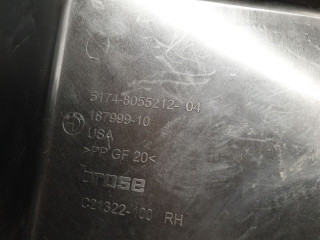 5174-8055212-04
187999-10
USA
>PP GF 20<
brose
C21322-100 RH